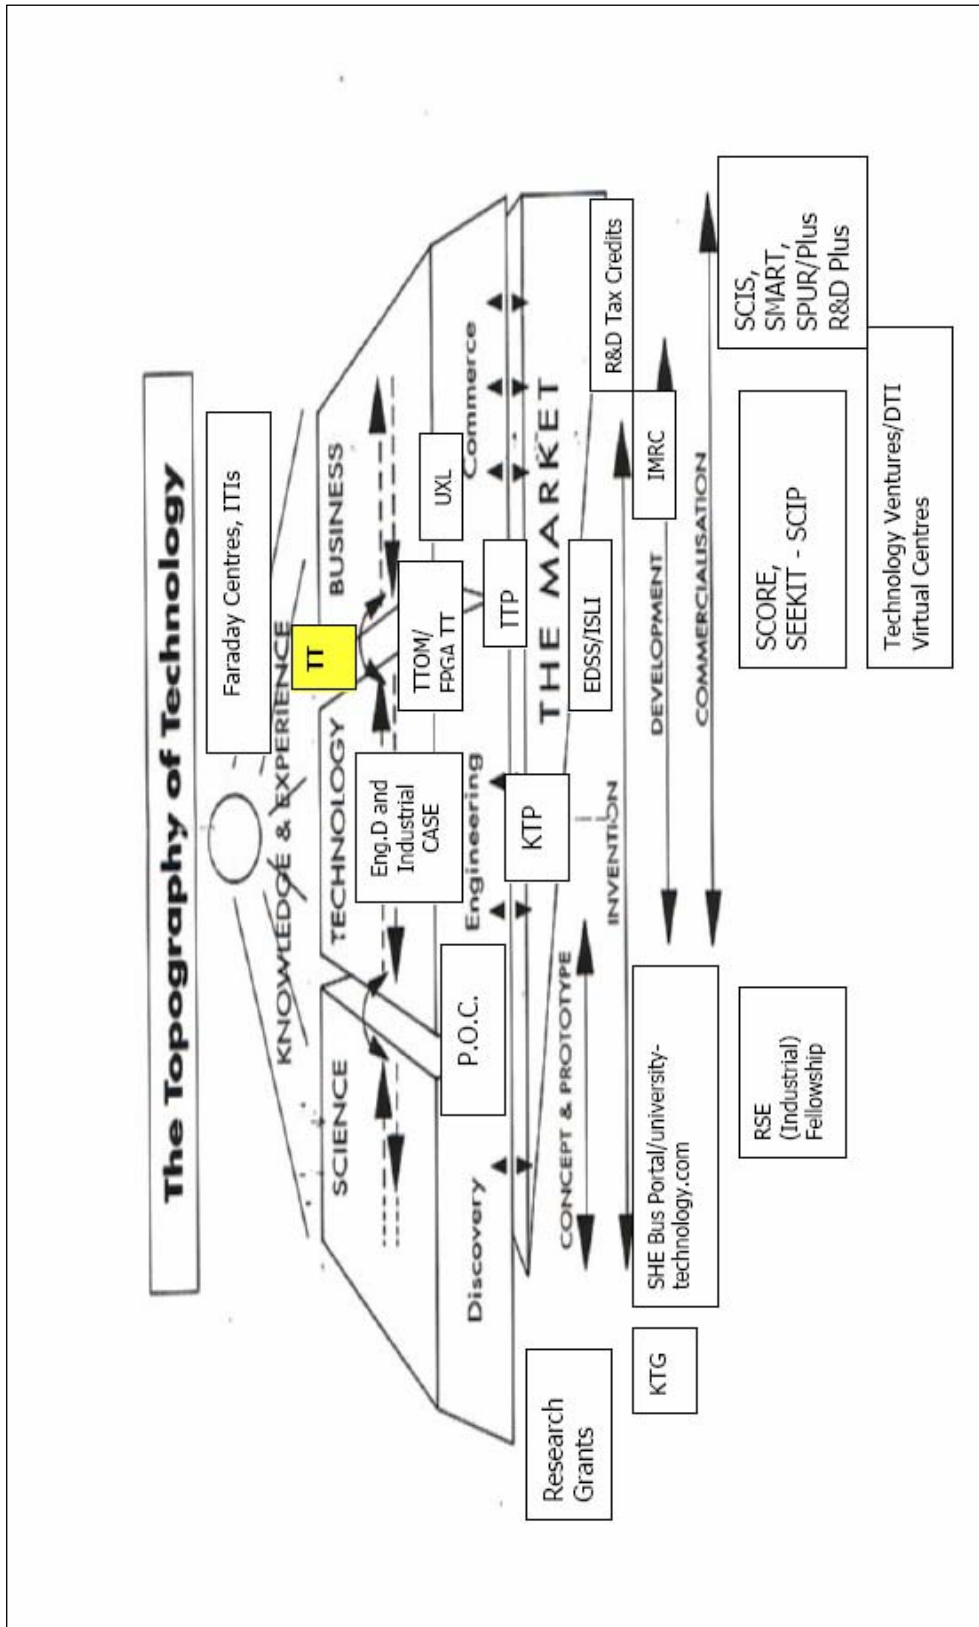 The Topography of Technology
Faraday Centres, ITIs
KNOWLEDGE & EXPERIENCE
TT
SCIENCE
TECHNOLOGY
BUSINESS
Eng.D and
Industrial
CASE
TTOM/
FPGA TT
UXL
Discovery
P.O.C.
Engineering
Commerce
KTP
TTP
THE MARKET
Research
Grants
CONCEPT & PROTOTYPE
EDSS/ISLI
R&D Tax Credits
INVENTION
KTG
SHE Bus Portal/university-
technology.com
DEVELOPMENT
IMRC
COMMERCIALISATION
RSE
(Industrial)
Fellowship
SCORE,
SEEKIT - SCIP
SCIS,
SMART,
SPUR/Plus
R&D Plus
Technology Ventures/DTI
Virtual Centres